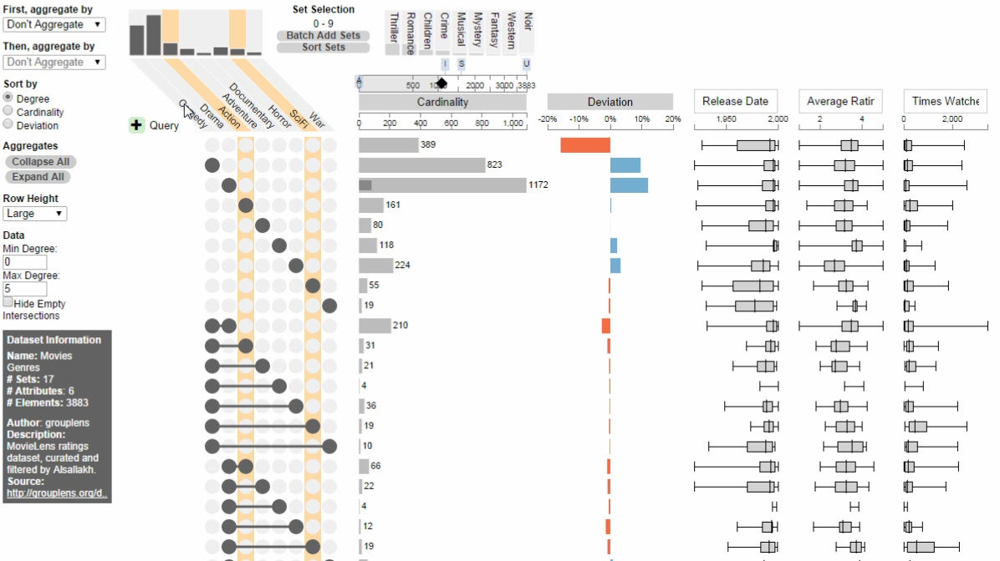 First, aggregate by
Don't Aggregate
Then, aggregate by
Don't Aggregate
Sort by
Degree
Cardinality
Deviation
Aggregates
Collapse All
Expand All
Row Height
Large
Data
Min Degree:
0
Max Degree:
5
Hide Empty
Intersections
Dataset Information
Name: Movies
Genres
# Sets: 17
# Attributes: 6
# Elements: 3883
Author: grouplens
Description:
MovieLens ratings
dataset, curated and
filtered by Alsallakh.
Source:
http://grouplens.org/d..
Set Selection
0 - 9
Batch Add Sets
Sort Sets
Thriller
Romance
Children
Crime
Musical
Mystery
Fantasy
Western
Noir
Drama
Action
Adventure
Documentary
Horror
SciFi
War
Query
I S U
A
0 500 2000 3000 3883
Cardinality
0 200 400 600 800 1,000
Deviation
-20% -10% 0% 10% 20%
Release Date
1,950 2,000
Average Ratir
2 4
Times Watche
0 2,000
389
823
1172
161
80
118
224
55
19
210
31
21
4
36
19
10
66
22
4
12
19